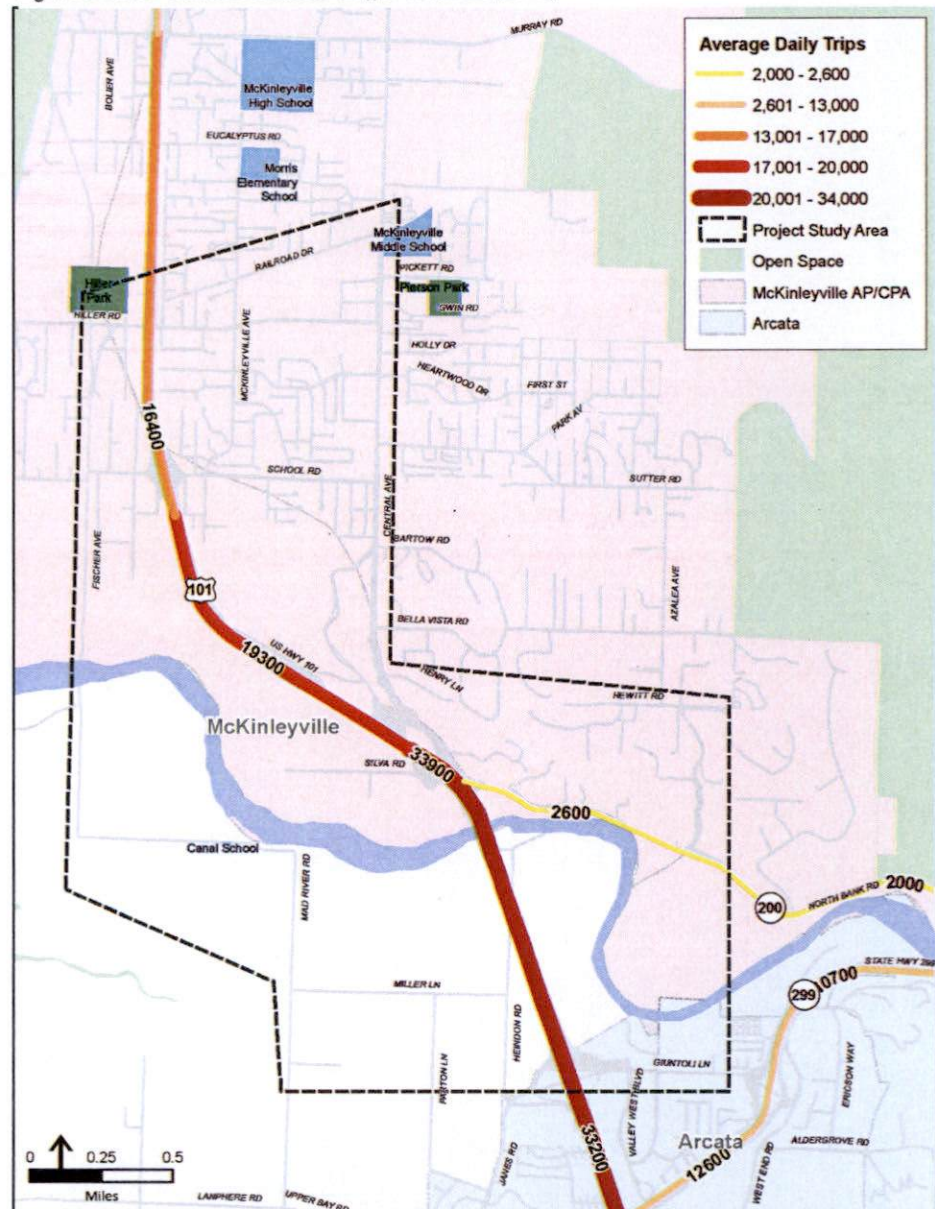 MURRAY RD
Average Daily Trips
2,000 - 2,600
2,601 - 13,000
13,001 - 17,000
17,001 - 20,000
20,001 - 34,000
Project Study Area
Open Space
McKinleyville AP/CPA
Arcata
BOLIER AVE
McKinleyville
High School
EUCALYPTUS RD
Morris
Elementary
School
McKinleyville
Middle School
RAILROAD DR
PICKETT RD
Hiller
Park
Pierson Park
GWIN RD
HILLER RD
MCKINLEYVILLE AVE
HOLLY DR
HEARTWOOD DR
FIRST ST
PARK AV
16400
SCHOOL RD
SUTTER RD
CENTRAL AVE
BARTOW RD
FISCHER AVE
AZALEA AVE
101
BELLA VISTA RD
US HWY 101
19300
HENRY LN
HEWITT RD
McKinleyville
SILVA RD
33900
2600
Canal School
MAD RIVER RD
200
NORTH BANK RD
2000
STATE HWY 299
10700
299
MILLER LN
HEINDON RD
GIUNTOLI LN
PAXTON LN
VALLEY WEST BLVD
ERICSON WAY
33200
Arcata
ALDERGROVE RD
12600
WEST END RD
JANES RD
0 0.25 0.5
Miles
LANPHERE RD
UPPER BAY RD